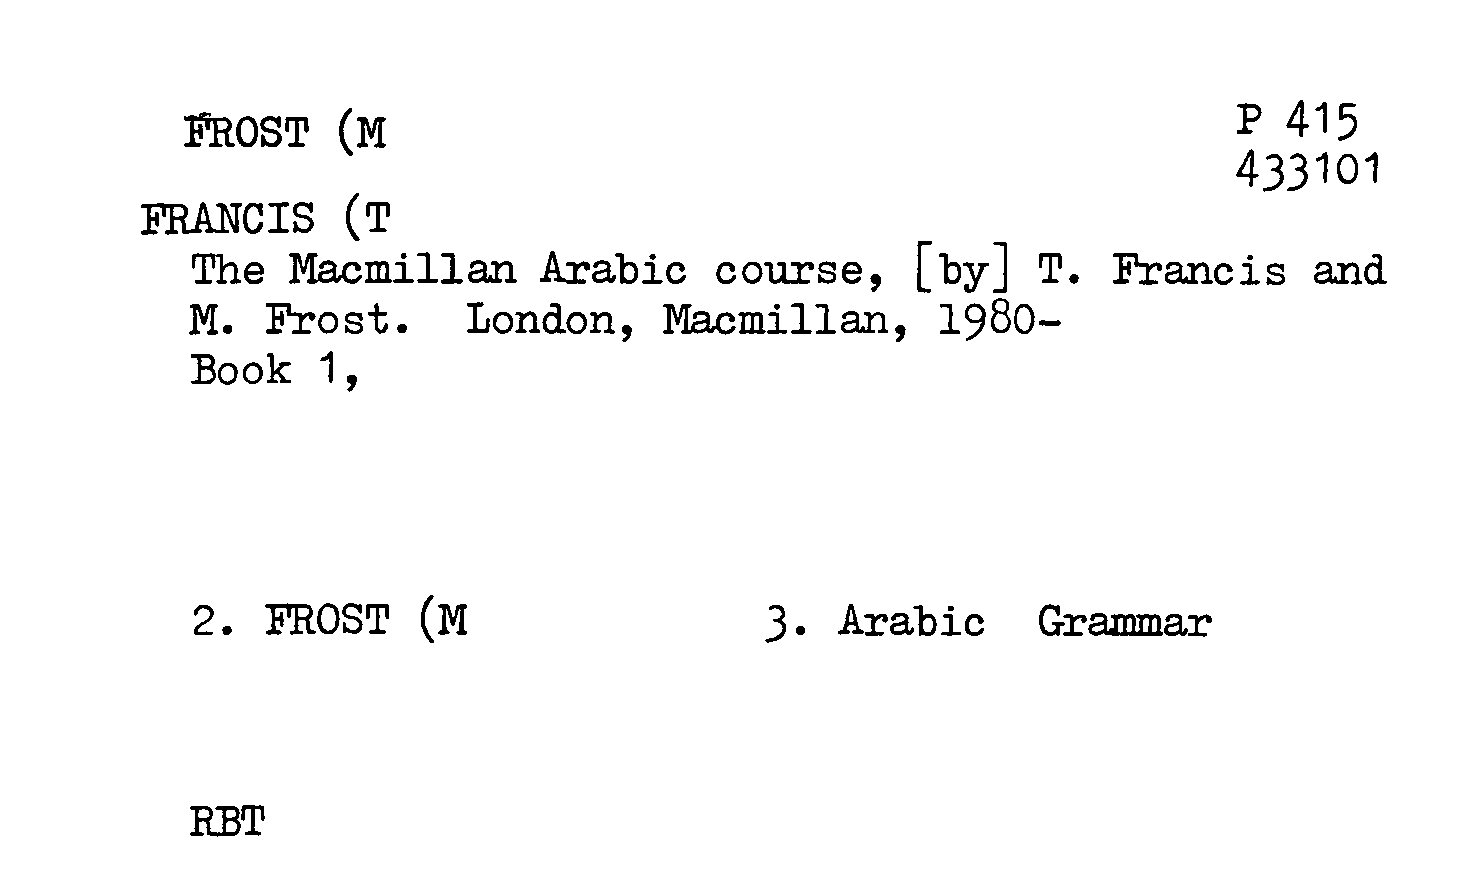 FROST (M
P 415
433101
FRANCIS (T
The Macmillan Arabic course, [by] T. Francis and
M. Frost.  London, Macmillan, 1980-
Book 1,
2. FROST (M
3. Arabic  Grammar
RBT